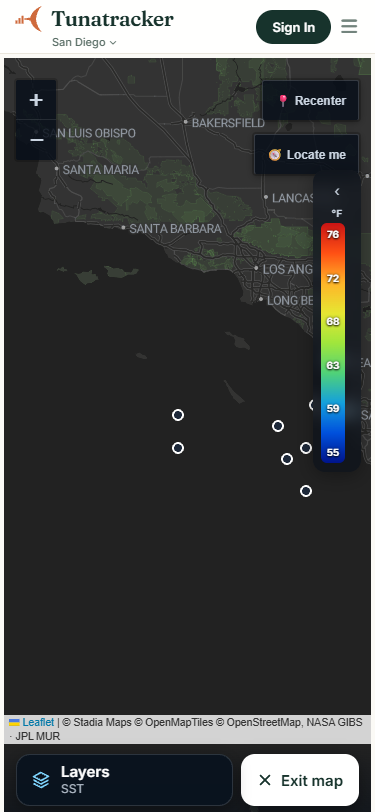 Tunatracker
San Diego
Sign In
+
Recenter
BAKERSFIELD
SAN LUIS OBISPO
−
Locate me
SANTA MARIA
°F
LANCAS
SANTA BARBARA
76
LOS ANG
72
LONG BE
68
63
59
SA
55
Leaflet | © Stadia Maps © OpenMapTiles © OpenStreetMap, NASA GIBS
· JPL MUR
Layers
SST
Exit map